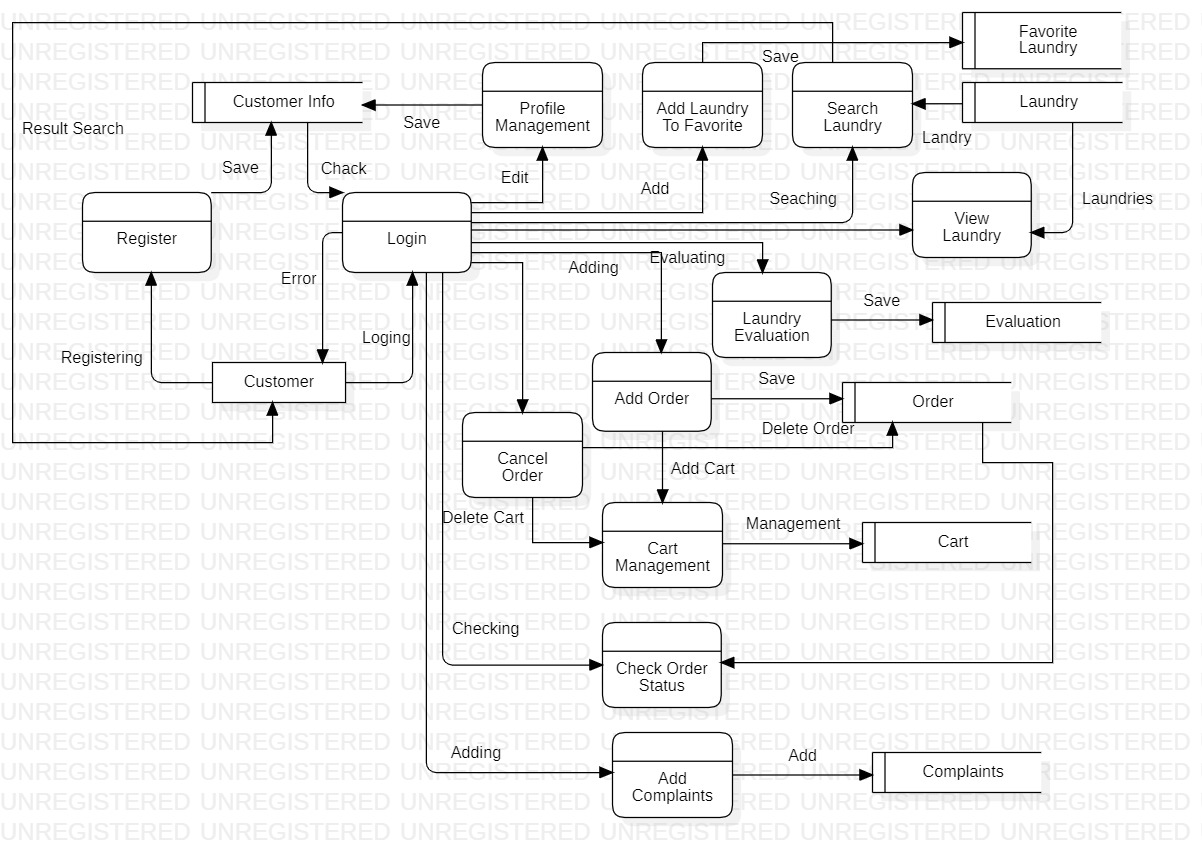 Favorite
Laundry
Save
Customer Info
Profile
Management
Add Laundry
To Favorite
Search
Laundry
Laundry
Save
Result Search
Landry
Save
Chack
Edit
Add
Seaching
Laundries
Register
Login
View
Laundry
Error
Adding
Evaluating
Save
Laundry
Evaluation
Evaluation
Registering
Loging
Customer
Save
Add Order
Order
Delete Order
Cancel
Order
Add Cart
Delete Cart
Management
Cart
Management
Cart
Checking
Check Order
Status
Adding
Add
Add
Complaints
Complaints
UNREGISTERED